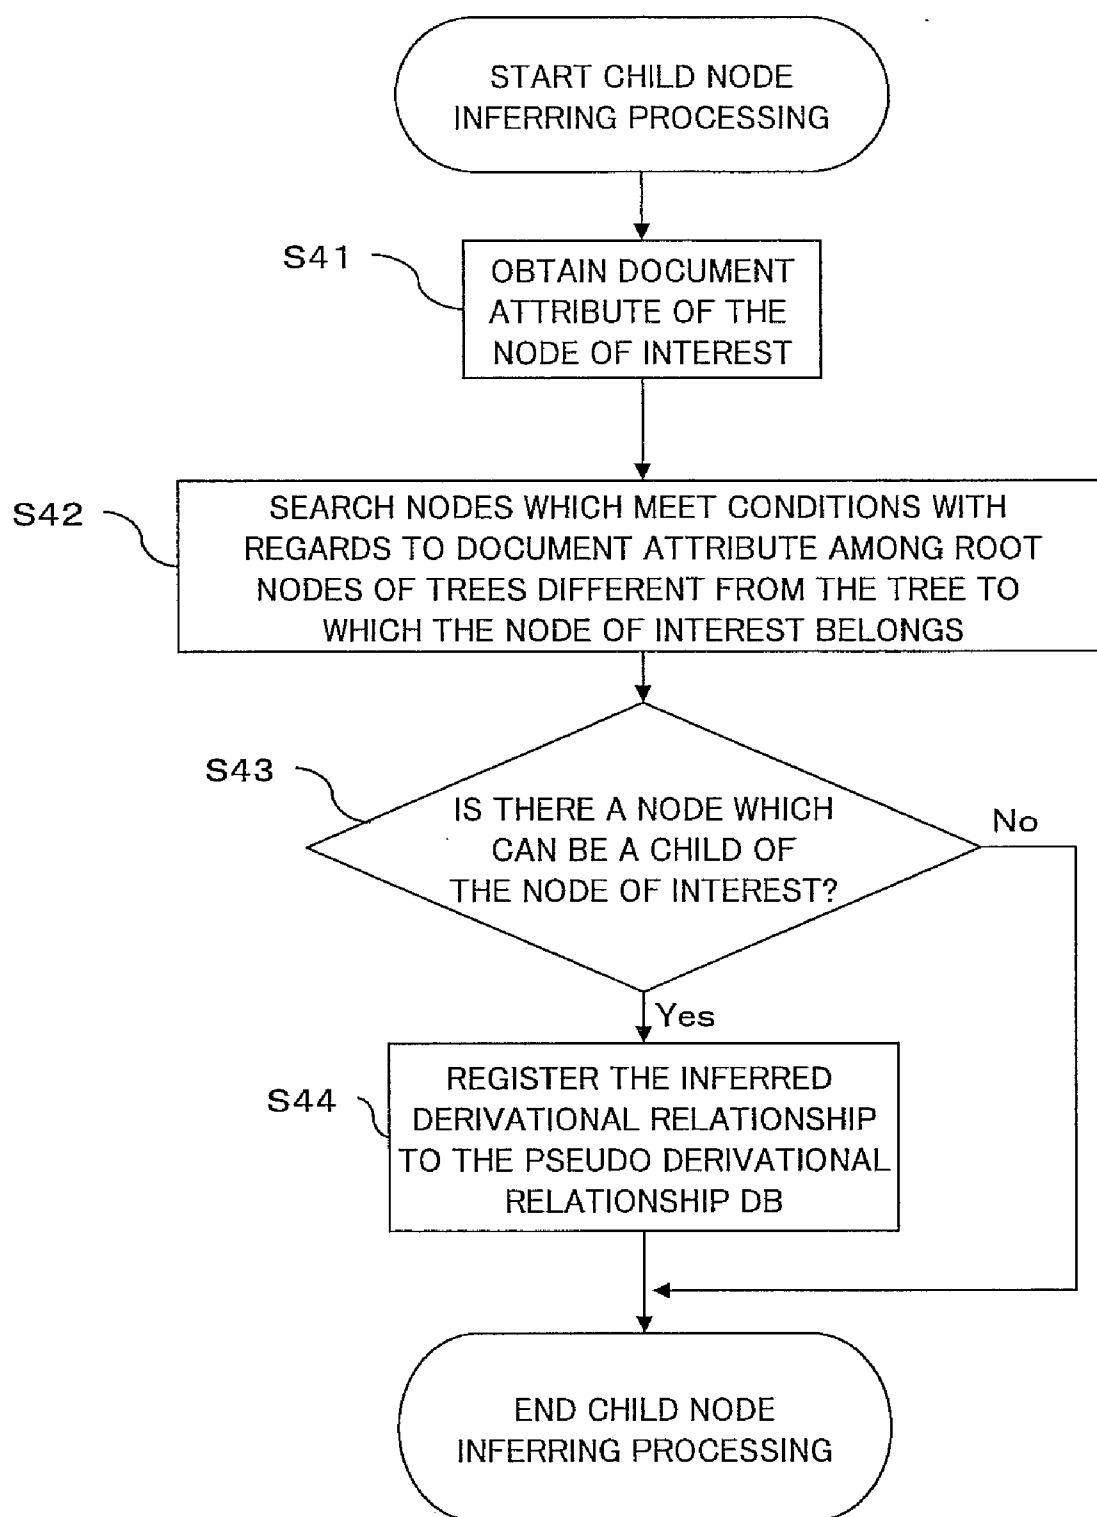 START CHILD NODE
INFERRING PROCESSING
S41
OBTAIN DOCUMENT
ATTRIBUTE OF THE
NODE OF INTEREST
S42
SEARCH NODES WHICH MEET CONDITIONS WITH
REGARDS TO DOCUMENT ATTRIBUTE AMONG ROOT
NODES OF TREES DIFFERENT FROM THE TREE TO
WHICH THE NODE OF INTEREST BELONGS
S43
IS THERE A NODE WHICH
CAN BE A CHILD OF
THE NODE OF INTEREST?
No
Yes
S44
REGISTER THE INFERRED
DERIVATIONAL RELATIONSHIP
TO THE PSEUDO DERIVATIONAL
RELATIONSHIP DB
END CHILD NODE
INFERRING PROCESSING